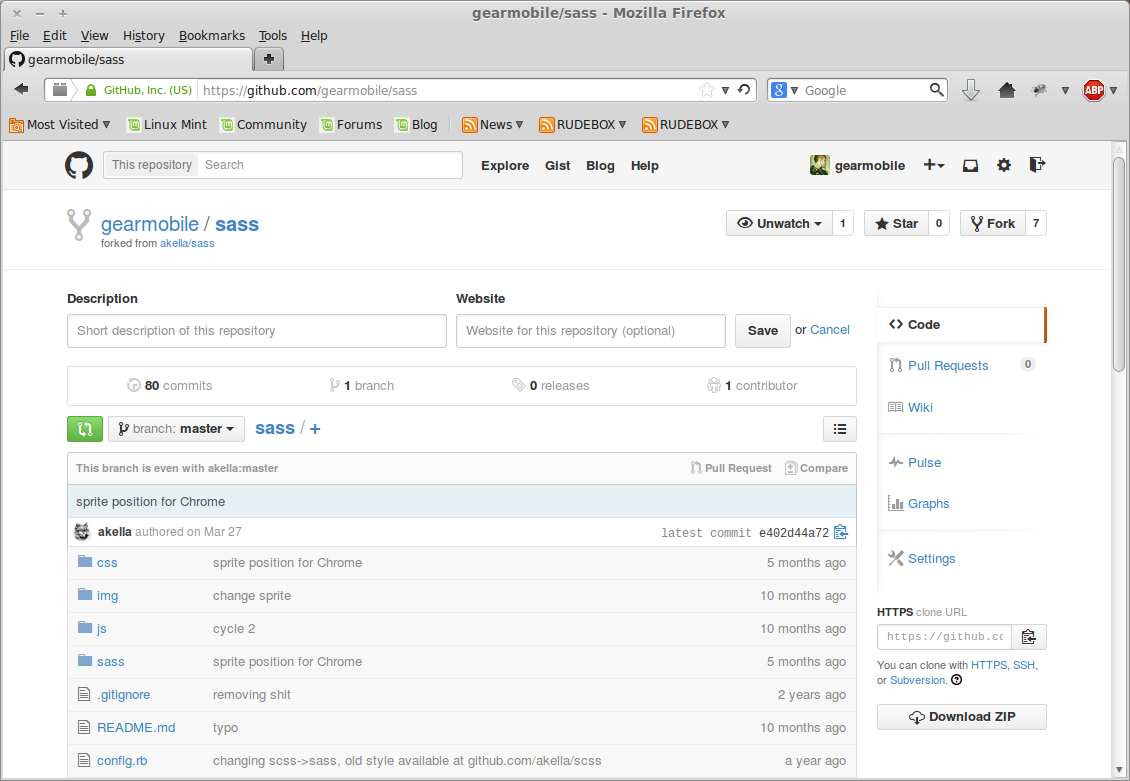 gearmobile/sass - Mozilla Firefox
File Edit View History Bookmarks Tools Help
gearmobile/sass
GitHub, Inc. (US) https://github.com/gearmobile/sass Google ABP
Most Visited Linux Mint Community Forums Blog News RUDEBOX RUDEBOX
This repository Search Explore Gist Blog Help gearmobile
gearmobile / sass Unwatch 1 Star 0 Fork 7
forked from akella/sass
Description Website
Short description of this repository Website for this repository (optional) Save or Cancel
Code
Pull Requests 0
Wiki
Pulse
Graphs
Settings
HTTPS clone URL
https://github.cc
You can clone with HTTPS, SSH,
or Subversion.
Download ZIP
80 commits 1 branch 0 releases 1 contributor
branch: master sass / +
This branch is even with akella:master Pull Request Compare
sprite position for Chrome
akella authored on Mar 27 latest commit e402d44a72
css sprite position for Chrome 5 months ago
img change sprite 10 months ago
js cycle 2 10 months ago
sass sprite position for Chrome 5 months ago
.gitignore removing shit 2 years ago
README.md typo 10 months ago
config.rb changing scss->sass, old style available at github.com/akella/scss a year ago